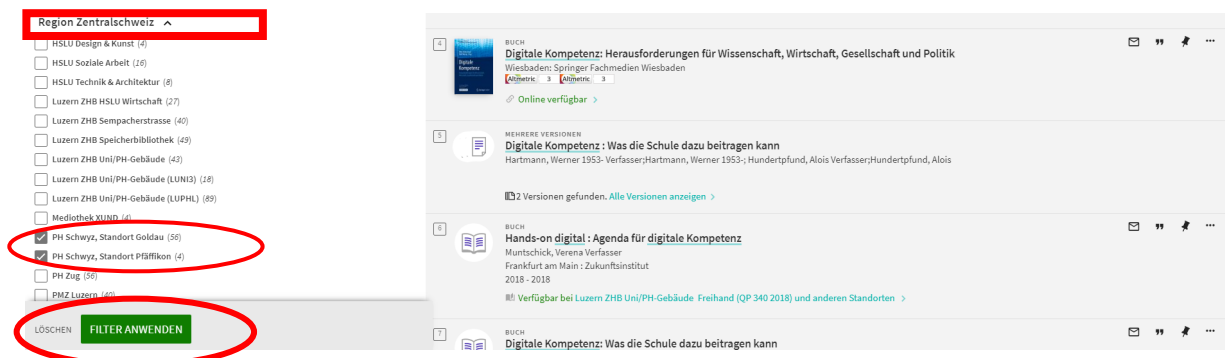 Region Zentralschweiz
HSLU Design & Kunst (4)
HSLU Soziale Arbeit (16)
HSLU Technik & Architektur (8)
Luzern ZHB HSLU Wirtschaft (27)
Luzern ZHB Sempacherstrasse (40)
Luzern ZHB Speicherbibliothek (49)
Luzern ZHB Uni/PH-Gebäude (43)
Luzern ZHB Uni/PH-Gebäude (LUNI3) (18)
Luzern ZHB Uni/PH-Gebäude (LUPHL) (89)
Mediothek XUND (4)
PH Schwyz, Standort Goldau (56)
PH Schwyz, Standort Pfäffikon (4)
PH Zug (56)
PMZ Luzern (40)
LÖSCHEN FILTER ANWENDEN
4
BUCH
Digitale Kompetenz: Herausforderungen für Wissenschaft, Wirtschaft, Gesellschaft und Politik
Wiesbaden: Springer Fachmedien Wiesbaden
Altmetric 3 Altmetric 3
Online verfügbar >
Digitale
Kompetenz
5
MEHRERE VERSIONEN
Digitale Kompetenz : Was die Schule dazu beitragen kann
Hartmann, Werner 1953- Verfasser;Hartmann, Werner 1953-; Hundertpfund, Alois Verfasser;Hundertpfund, Alois
2 Versionen gefunden. Alle Versionen anzeigen >
6
BUCH
Hands-on digital : Agenda für digitale Kompetenz
Muntschick, Verena Verfasser
Frankfurt am Main : Zukunftsinstitut
2018 - 2018
Verfügbar bei Luzern ZHB Uni/PH-Gebäude Freihand (QP 340 2018) und anderen Standorten >
7
BUCH
Digitale Kompetenz: Was die Schule dazu beitragen kann